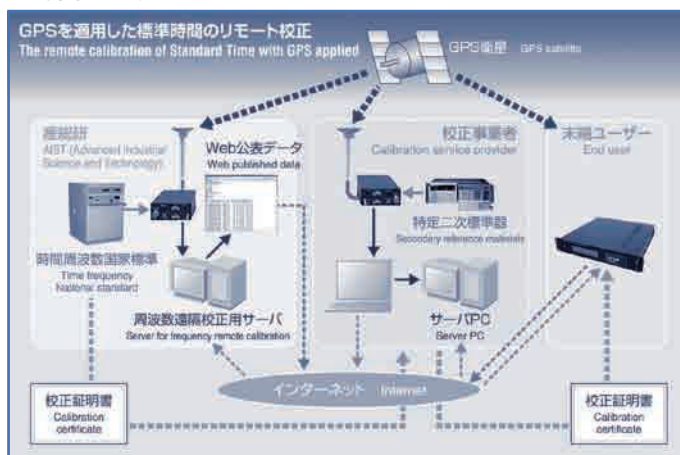 GPSを適用した標準時間のリモート校正
The remote calibration of Standard Time with GPS applied
GPS衛星 GPS satellite
産総研
AIST (Advanced Industrial
Science and Technology)
Web公表データ
Web published data
校正事業者
Calibration service provider
末端ユーザー
End user
時間周波数国家標準
Time frequency
National standard
特定二次標準器
Secondary reference materials
周波数遠隔校正用サーバ
Server for frequency remote calibration
サーバPC
Server PC
インターネット Internet
校正証明書
Calibration
certificate
校正証明書
Calibration
certificate